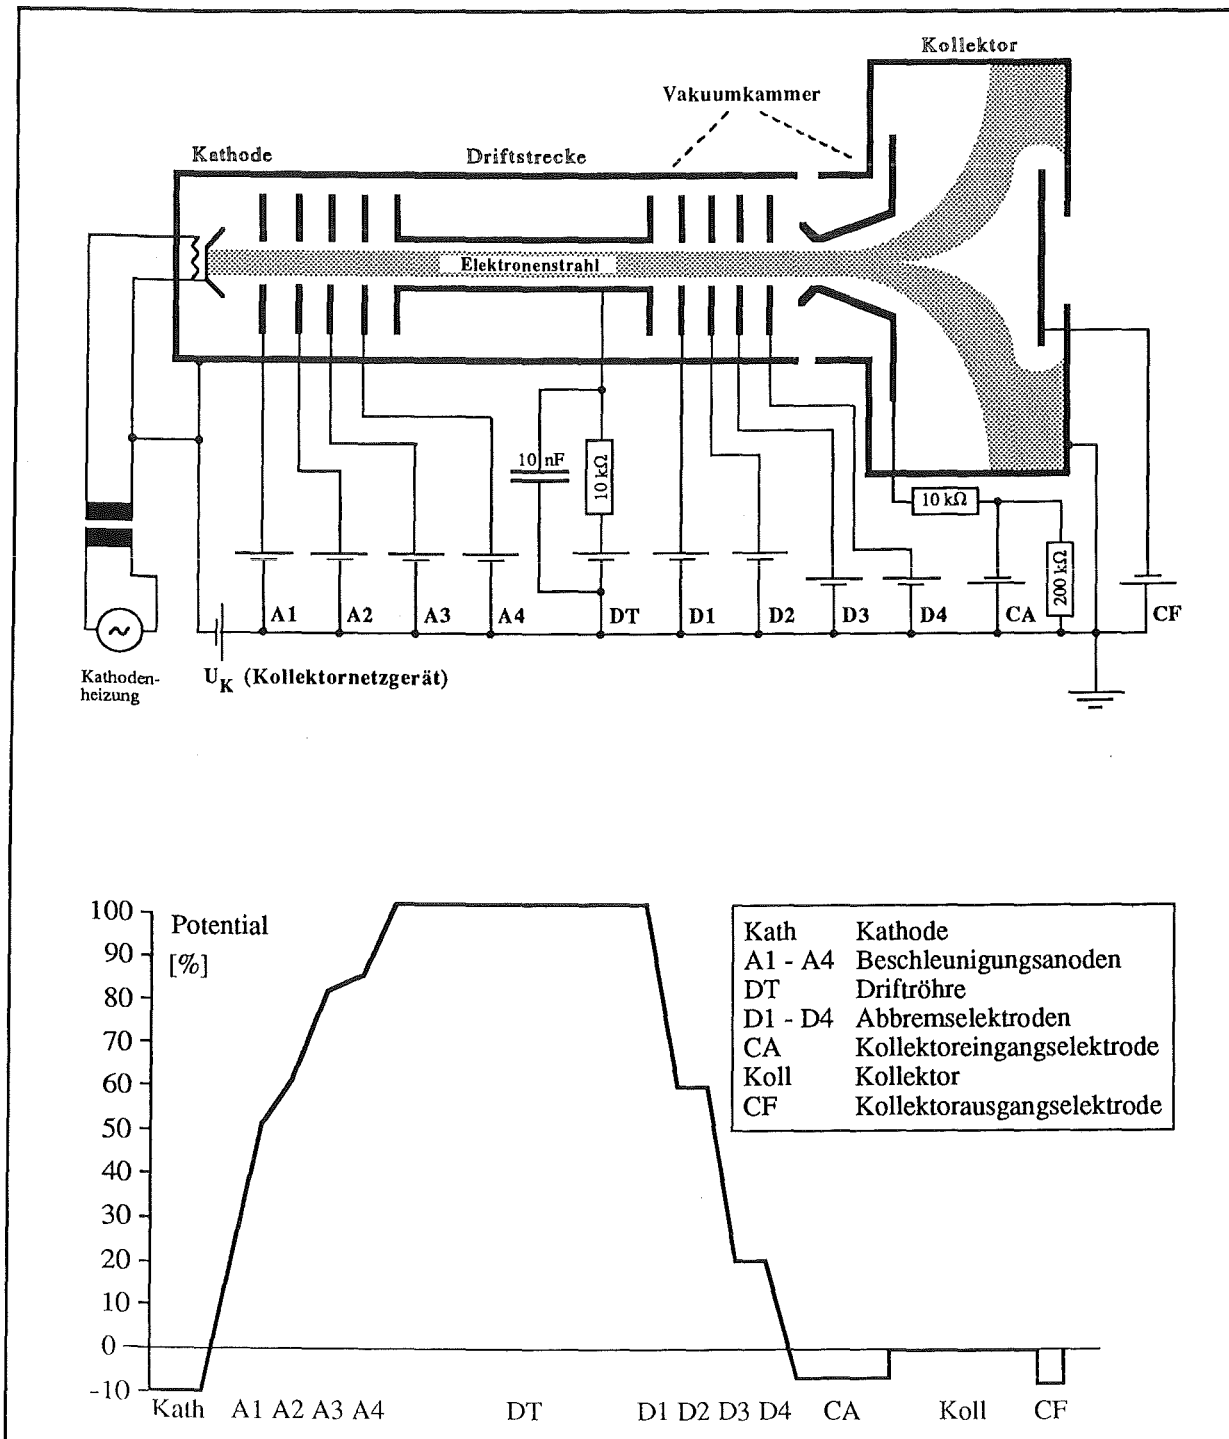 Kollektor
Vakuumkammer
Kathode
Driftstrecke
Elektronenstrahl
10 nF
10 kΩ
10 kΩ
200 kΩ
A1 A2 A3 A4 DT D1 D2 D3 D4 CA CF
Kathoden-
heizung
U_K (Kollektornetzgerät)
~
Potential
[%]
100
90
80
70
60
50
40
30
20
10
0
-10
Kath Kathode
A1 - A4 Beschleunigungsanoden
DT Driftröhre
D1 - D4 Abbremselektroden
CA Kollektoreingangselektrode
Koll Kollektor
CF Kollektorausgangselektrode
Kath A1 A2 A3 A4 DT D1 D2 D3 D4 CA Koll CF